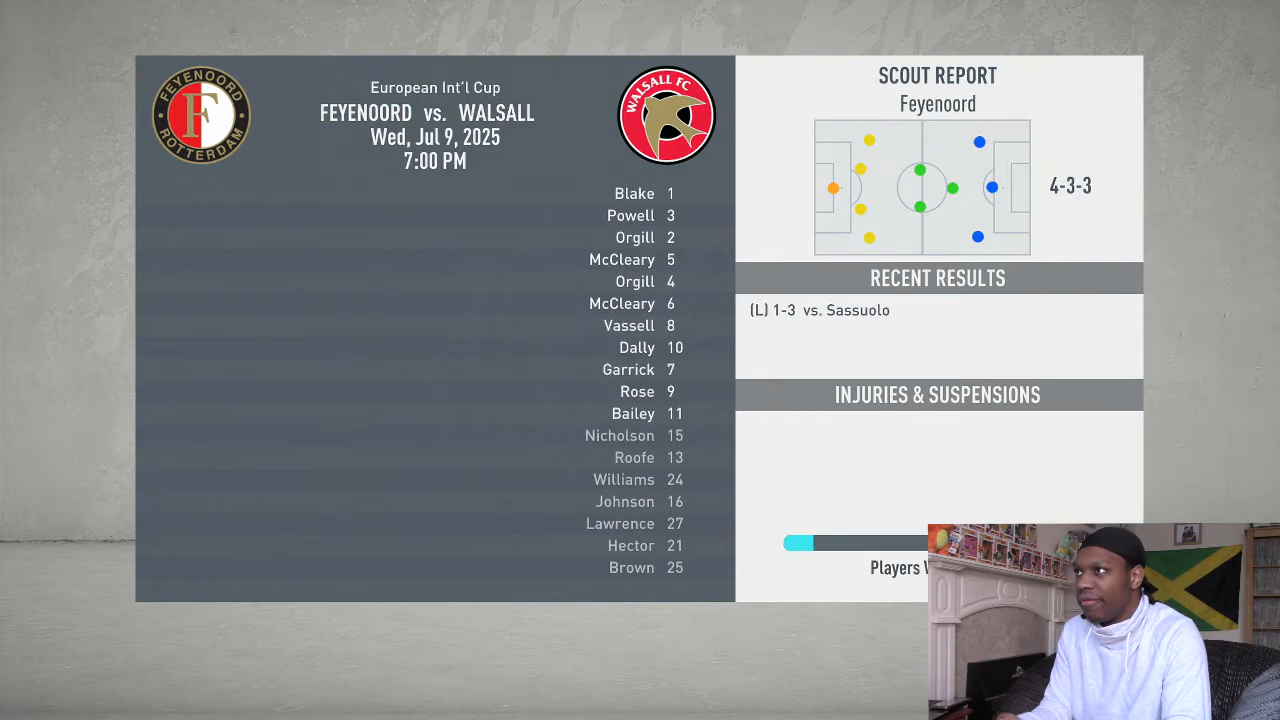 FEYENOORD
F
ROTTERDAM
European Int'l Cup
FEYENOORD vs. WALSALL
Wed, Jul 9, 2025
7:00 PM
WALSALL FC
Blake 1
Powell 3
Orgill 2
McCleary 5
Orgill 4
McCleary 6
Vassell 8
Dally 10
Garrick 7
Rose 9
Bailey 11
Nicholson 15
Roofe 13
Williams 24
Johnson 16
Lawrence 27
Hector 21
Brown 25
SCOUT REPORT
Feyenoord
4-3-3
RECENT RESULTS
(L) 1-3 vs. Sassuolo
INJURIES & SUSPENSIONS
Players